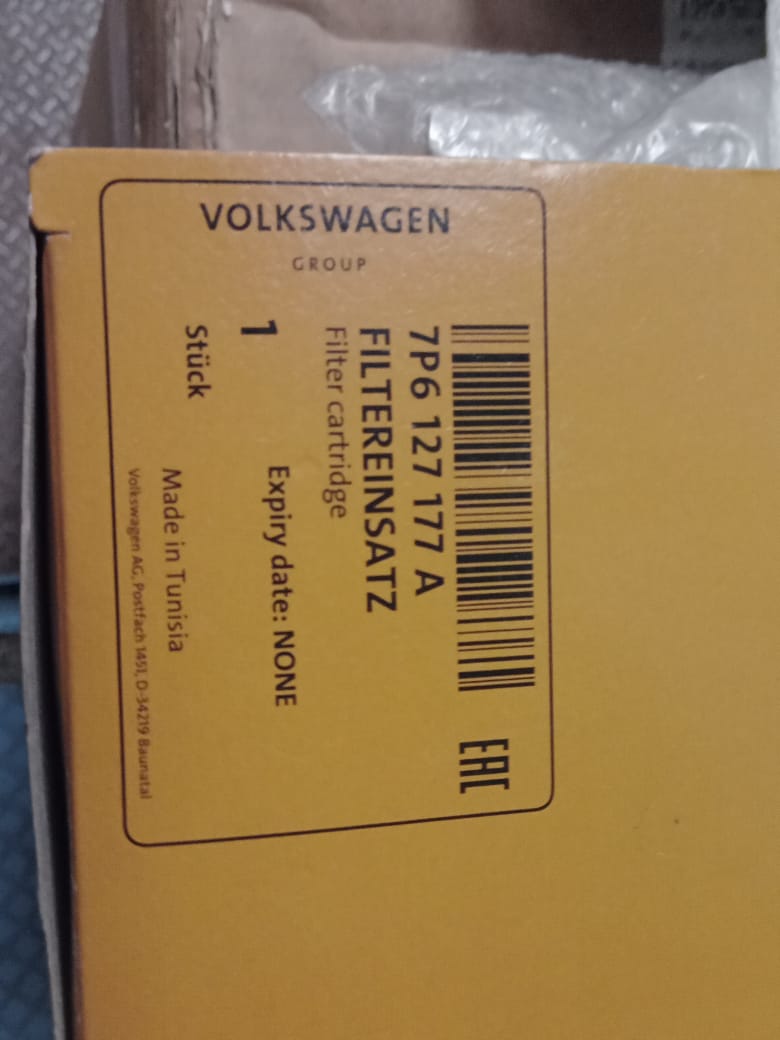 VOLKSWAGEN
GROUP
7P6 127 177 A
FILTEREINSATZ
Filter cartridge
1
Stück
Expiry date: NONE
Made in Tunisia
Volkswagen AG, Postfach 1451, D-34219 Baunatal
EAC